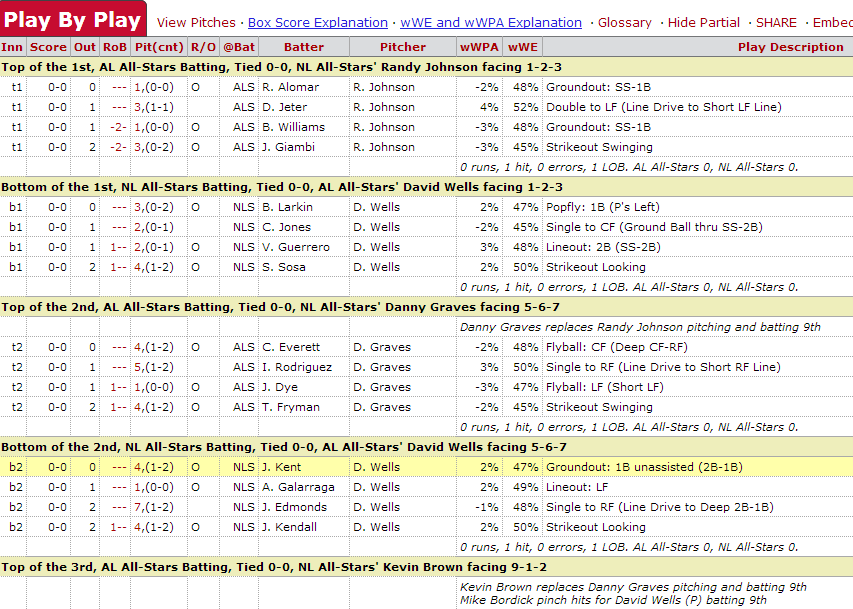 Play By Play View Pitches · Box Score Explanation · wWE and wWPA Explanation · Glossary · Hide Partial · SHARE · Embed
Inn Score Out RoB Pit(cnt) R/O @Bat Batter Pitcher wWPA wWE Play Description
Top of the 1st, AL All-Stars Batting, Tied 0-0, NL All-Stars' Randy Johnson facing 1-2-3
t1 0-0 0 --- 1,(0-0) O ALS R. Alomar R. Johnson -2% 48% Groundout: SS-1B
t1 0-0 1 --- 3,(1-1) ALS D. Jeter R. Johnson 4% 52% Double to LF (Line Drive to Short LF Line)
t1 0-0 1 -2- 1,(0-0) O ALS B. Williams R. Johnson -3% 48% Groundout: SS-1B
t1 0-0 2 -2- 3,(0-2) O ALS J. Giambi R. Johnson -3% 45% Strikeout Swinging
0 runs, 1 hit, 0 errors, 1 LOB. AL All-Stars 0, NL All-Stars 0.
Bottom of the 1st, NL All-Stars Batting, Tied 0-0, AL All-Stars' David Wells facing 1-2-3
b1 0-0 0 --- 3,(0-2) O NLS B. Larkin D. Wells 2% 47% Popfly: 1B (P's Left)
b1 0-0 1 --- 2,(0-1) NLS C. Jones D. Wells -2% 45% Single to CF (Ground Ball thru SS-2B)
b1 0-0 1 1-- 2,(0-1) O NLS V. Guerrero D. Wells 3% 48% Lineout: 2B (SS-2B)
b1 0-0 2 1-- 4,(1-2) O NLS S. Sosa D. Wells 2% 50% Strikeout Looking
0 runs, 1 hit, 0 errors, 1 LOB. AL All-Stars 0, NL All-Stars 0.
Top of the 2nd, AL All-Stars Batting, Tied 0-0, NL All-Stars' Danny Graves facing 5-6-7
Danny Graves replaces Randy Johnson pitching and batting 9th
t2 0-0 0 --- 4,(1-2) O ALS C. Everett D. Graves -2% 48% Flyball: CF (Deep CF-RF)
t2 0-0 1 --- 5,(1-2) ALS I. Rodriguez D. Graves 3% 50% Single to RF (Line Drive to Short RF Line)
t2 0-0 1 1-- 1,(0-0) O ALS J. Dye D. Graves -3% 47% Flyball: LF (Short LF)
t2 0-0 2 1-- 4,(1-2) O ALS T. Fryman D. Graves -2% 45% Strikeout Swinging
0 runs, 1 hit, 0 errors, 1 LOB. AL All-Stars 0, NL All-Stars 0.
Bottom of the 2nd, NL All-Stars Batting, Tied 0-0, AL All-Stars' David Wells facing 5-6-7
b2 0-0 0 --- 4,(1-2) O NLS J. Kent D. Wells 2% 47% Groundout: 1B unassisted (2B-1B)
b2 0-0 1 --- 1,(0-0) O NLS A. Galarraga D. Wells 2% 49% Lineout: LF
b2 0-0 2 --- 7,(1-2) NLS J. Edmonds D. Wells -1% 48% Single to RF (Line Drive to Deep 2B-1B)
b2 0-0 2 1-- 4,(1-2) O NLS J. Kendall D. Wells 2% 50% Strikeout Looking
0 runs, 1 hit, 0 errors, 1 LOB. AL All-Stars 0, NL All-Stars 0.
Top of the 3rd, AL All-Stars Batting, Tied 0-0, NL All-Stars' Kevin Brown facing 9-1-2
Kevin Brown replaces Danny Graves pitching and batting 9th
Mike Bordick pinch hits for David Wells (P) batting 9th